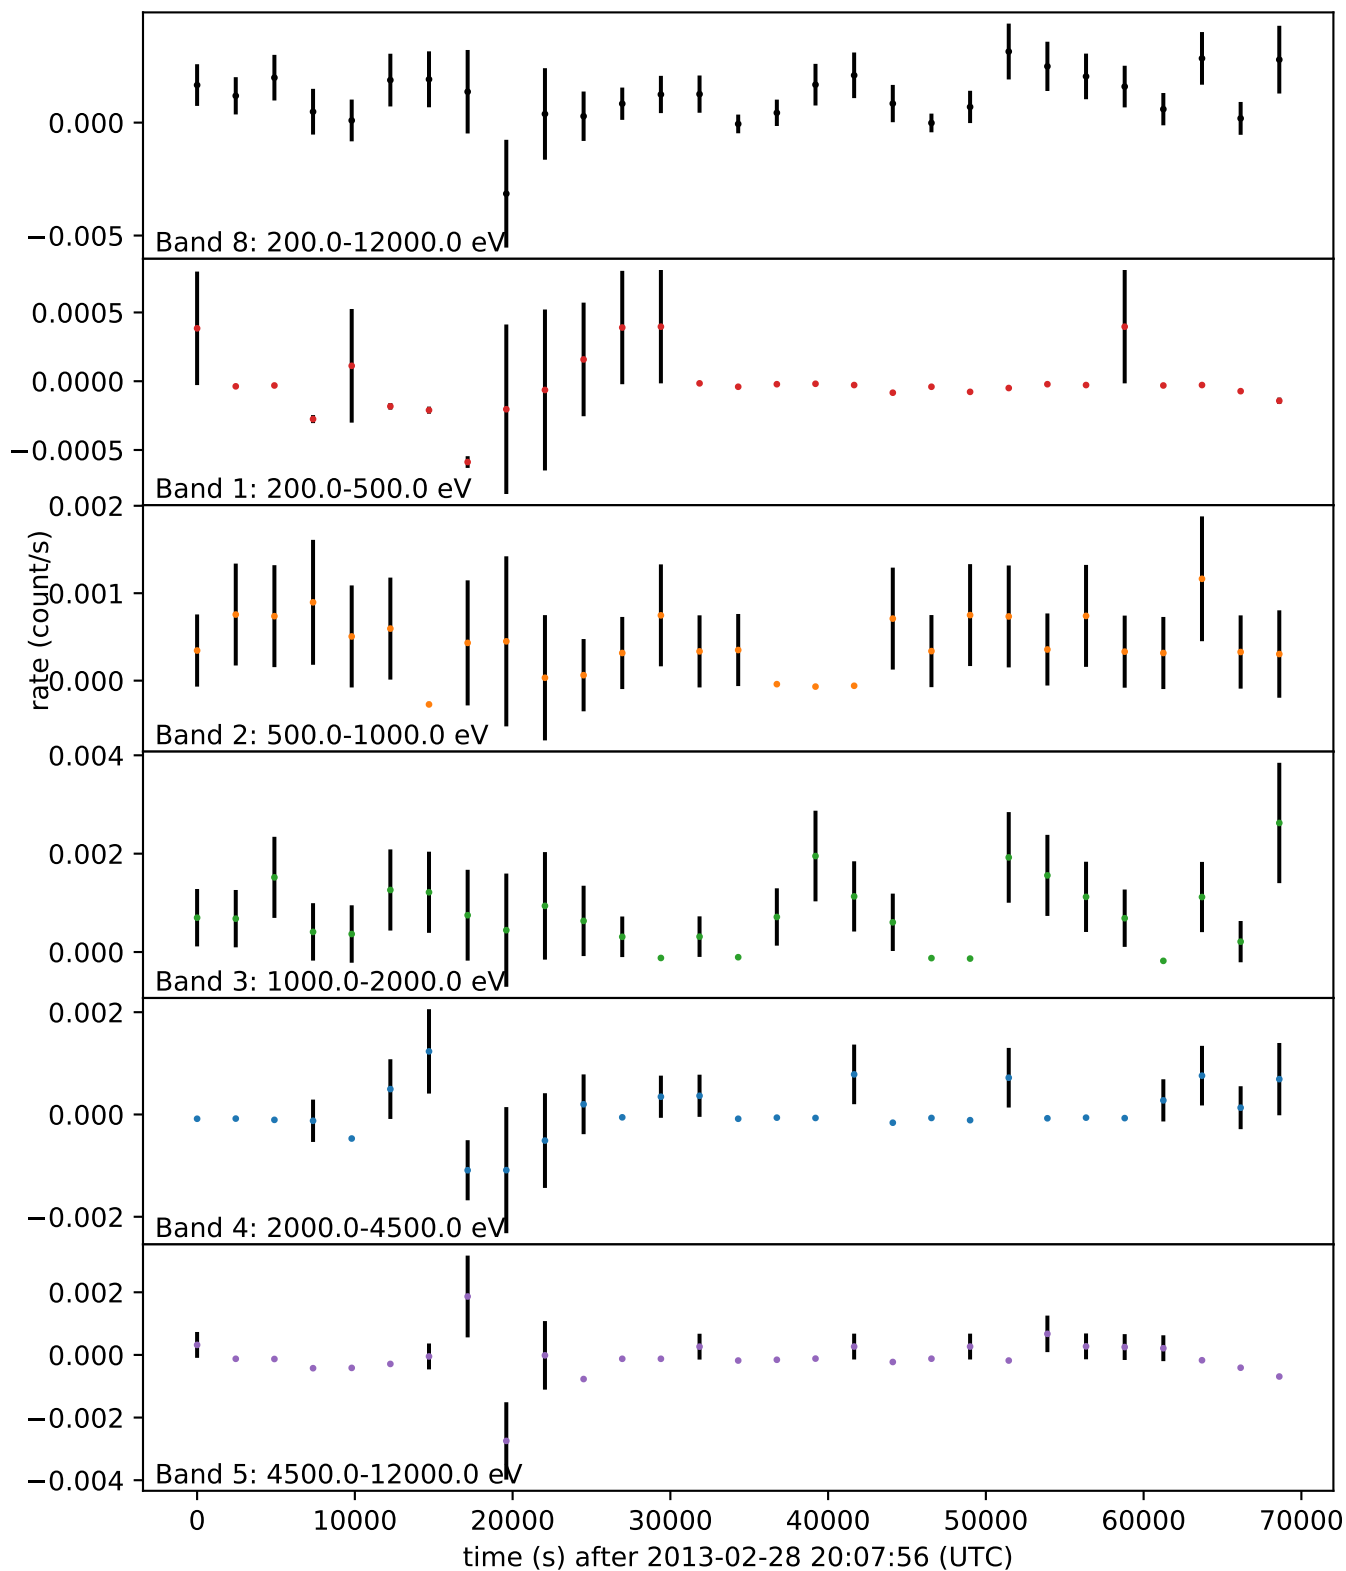 0.000
−0.005
Band 8: 200.0-12000.0 eV
0.0005
0.0000
−0.0005
Band 1: 200.0-500.0 eV
0.002
0.001
0.000
rate (count/s)
Band 2: 500.0-1000.0 eV
0.004
0.002
0.000
Band 3: 1000.0-2000.0 eV
0.002
0.000
−0.002
Band 4: 2000.0-4500.0 eV
0.002
0.000
−0.002
−0.004
Band 5: 4500.0-12000.0 eV
0 10000 20000 30000 40000 50000 60000 70000
time (s) after 2013-02-28 20:07:56 (UTC)